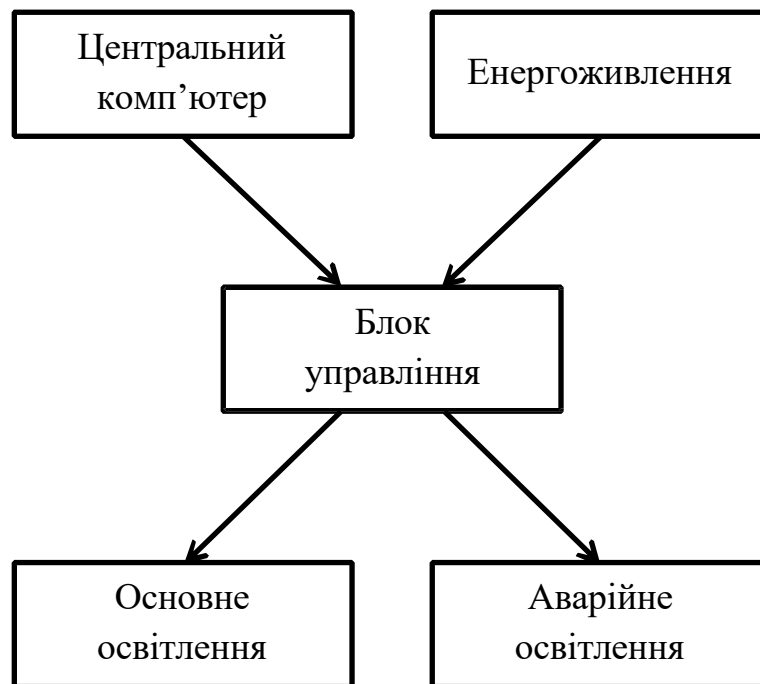 Центральний
комп’ютер
Енергоживлення
Блок
управління
Основне
освітлення
Аварійне
освітлення